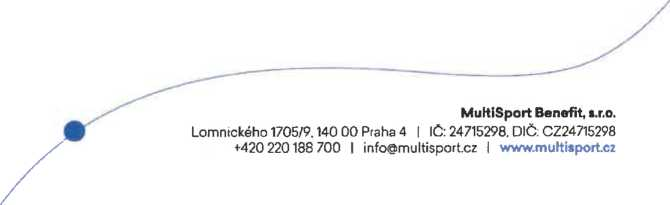 MultiSport Benefit, s.r.o.
Lomnického 1705/9, 140 00 Praha 4 | IČ: 24715298, DIČ: CZ24715298
+420 220 188 700 | info@multisport.cz | www.multisport.cz